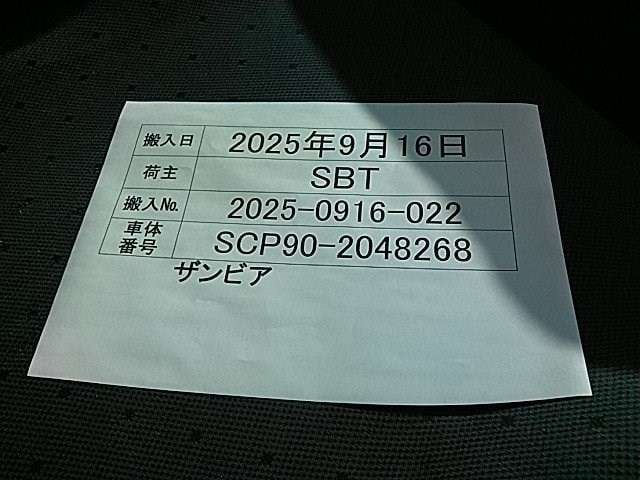 搬入日 2025年9月16日
荷主 SBT
搬入No. 2025-0916-022
車体番号 SCP90-2048268
ザンビア